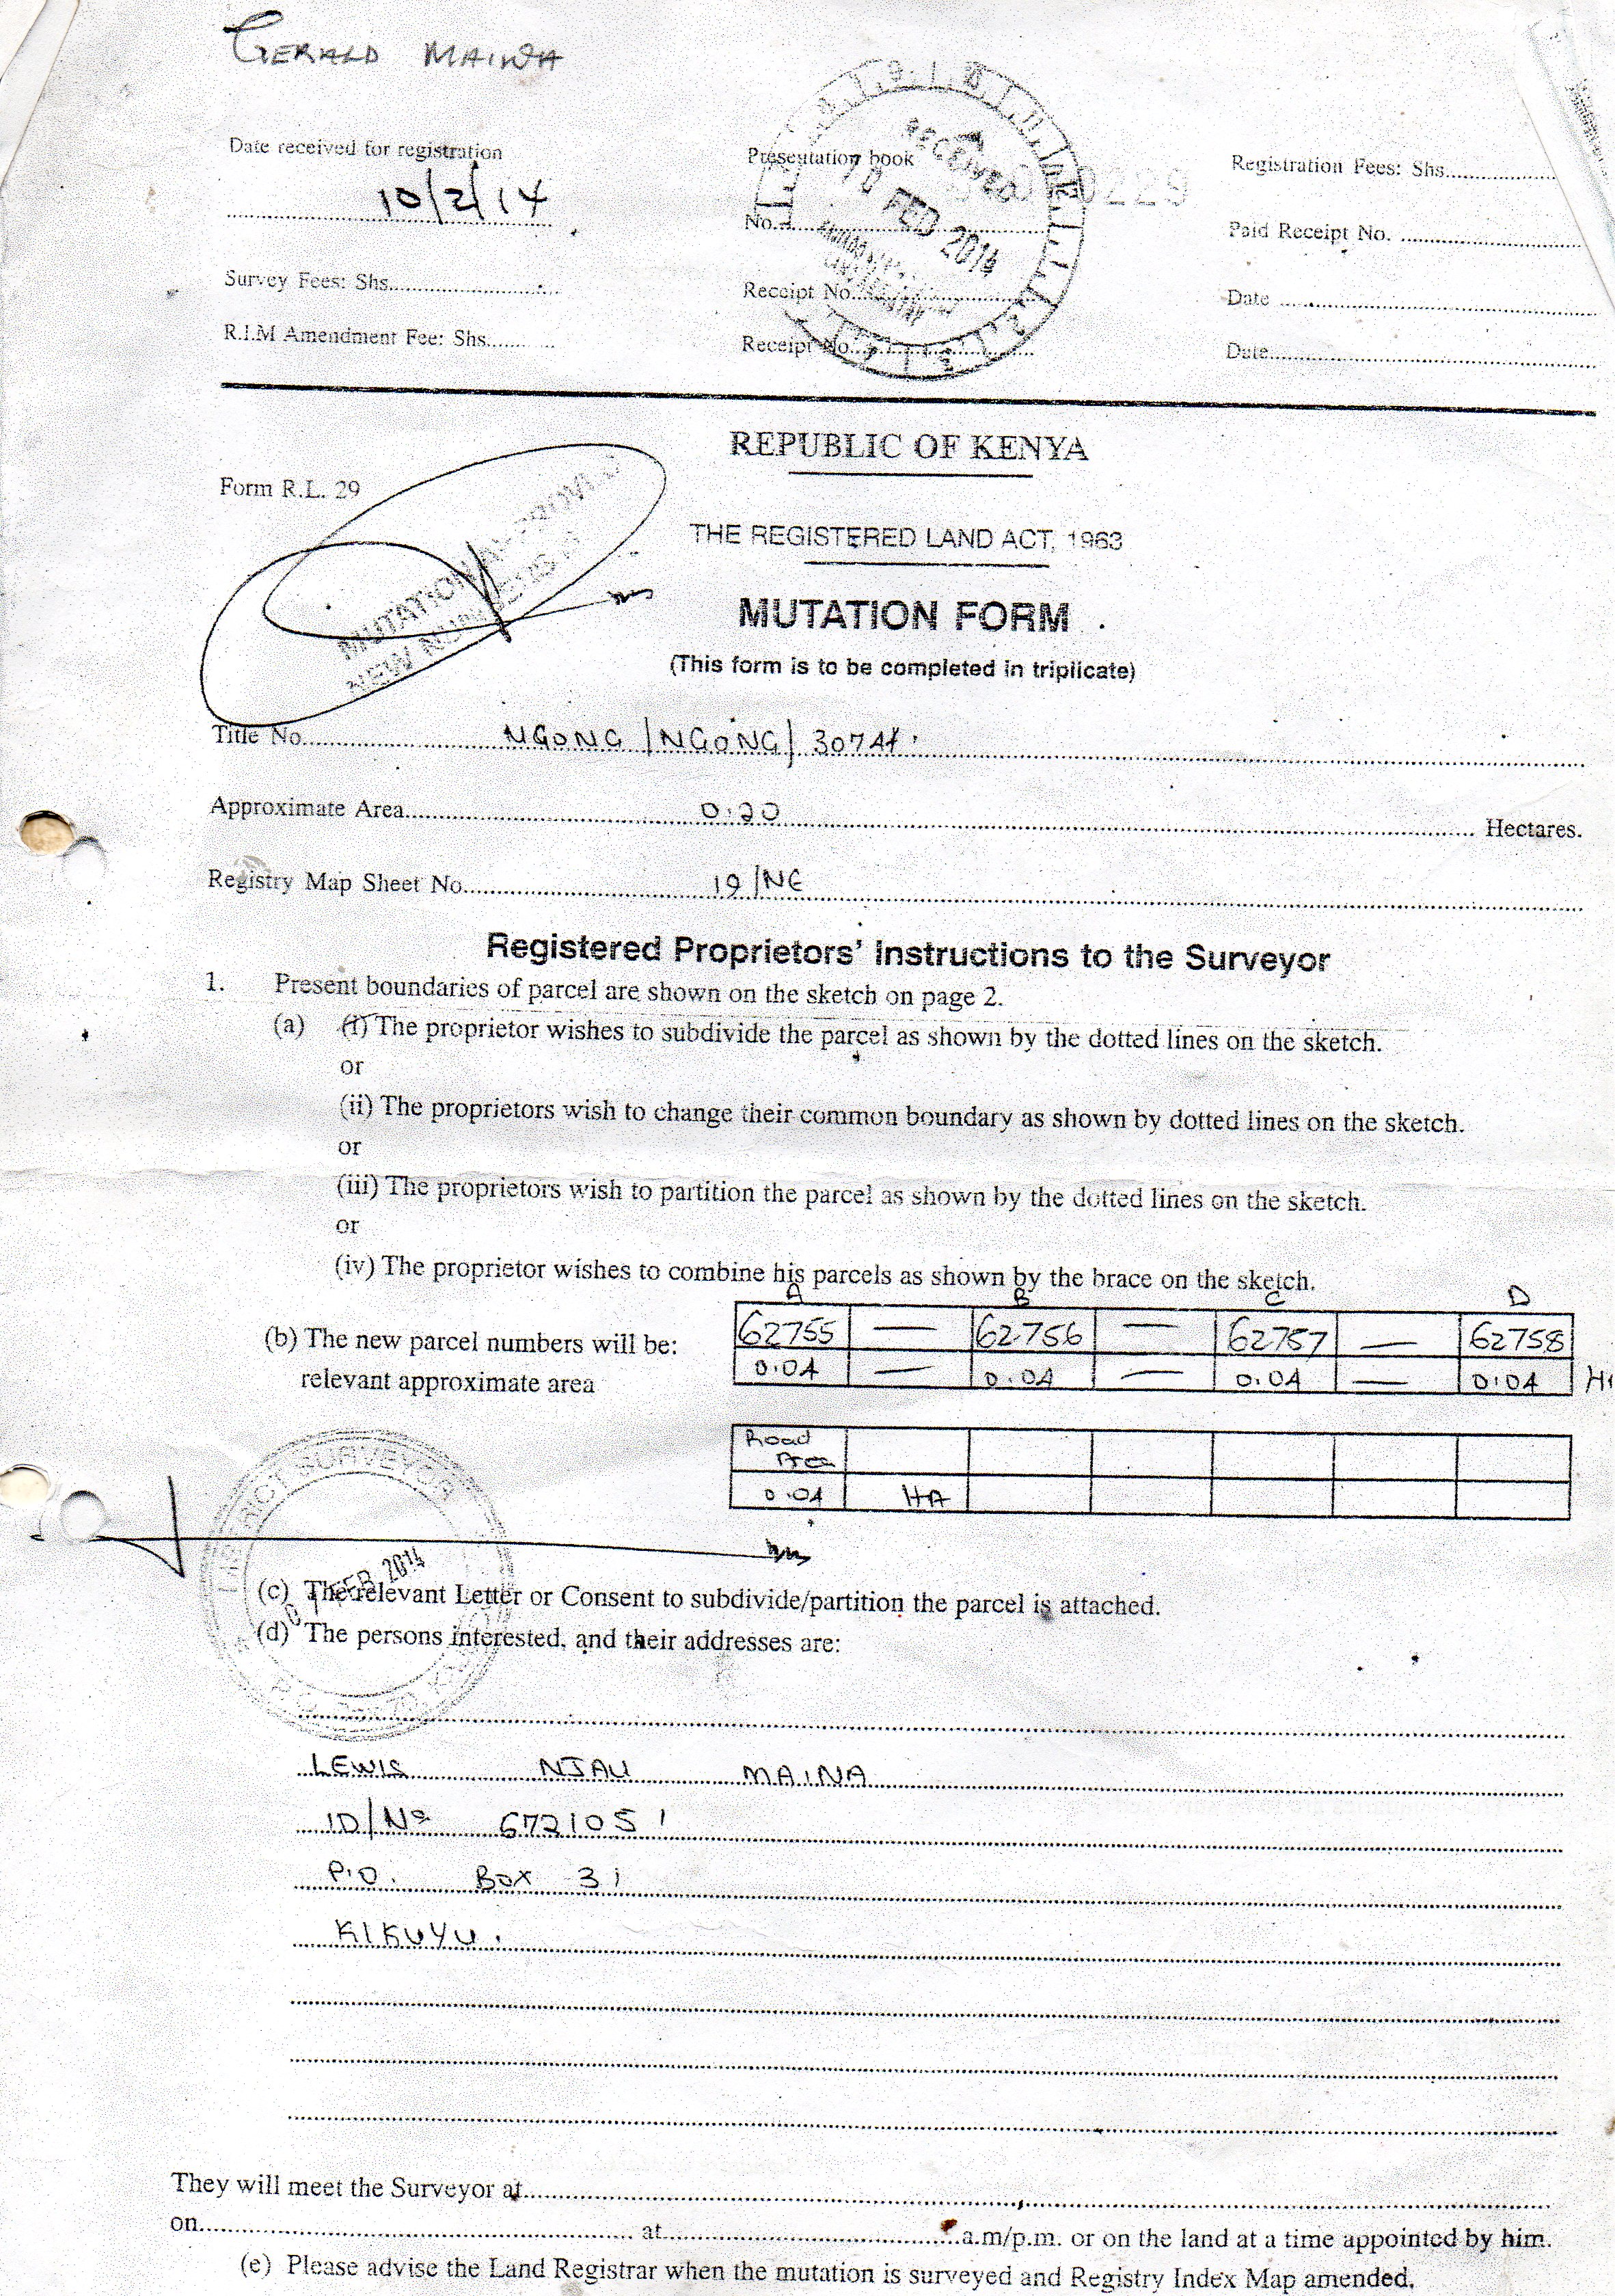 GERALD MAINA
Date received for registration
10/2/14
Presentation book
No.
Registration Fees: Shs
Paid Receipt No.
RECEIVED
10 FEB 2014
0229
Survey Fees: Shs
Receipt No
Date
R.I.M Amendment Fee: Shs
Receipt No
Date
REPUBLIC OF KENYA
Form R.L. 29
THE REGISTERED LAND ACT, 1963
MUTATION FORM
(This form is to be completed in triplicate)
MUTATION APPROVED
NEW NUMBERS
Title No. NGONG/NGONG/ 30744
Approximate Area 0.20 Hectares.
Registry Map Sheet No. 19/NE
Registered Proprietors' Instructions to the Surveyor
1. Present boundaries of parcel are shown on the sketch on page 2.
(a) (i) The proprietor wishes to subdivide the parcel as shown by the dotted lines on the sketch.
or
(ii) The proprietors wish to change their common boundary as shown by dotted lines on the sketch.
or
(iii) The proprietors wish to partition the parcel as shown by the dotted lines on the sketch.
or
(iv) The proprietor wishes to combine his parcels as shown by the brace on the sketch.
A B C D
(b) The new parcel numbers will be: 62755 — 62756 — 62757 — 62758
relevant approximate area 0.04 — 0.04 — 0.04 — 0.04
Road
Area
0.04 HA
DISTRICT SURVEYOR
FEB 2014
(c) The relevant Letter or Consent to subdivide/partition the parcel is attached.
(d) The persons interested, and their addresses are:
LEWIS NJAU MAINA
ID/No 6721051
P.O. Box 31
KIKUYU.
They will meet the Surveyor at
on at a.m/p.m. or on the land at a time appointed by him.
(e) Please advise the Land Registrar when the mutation is surveyed and Registry Index Map amended.